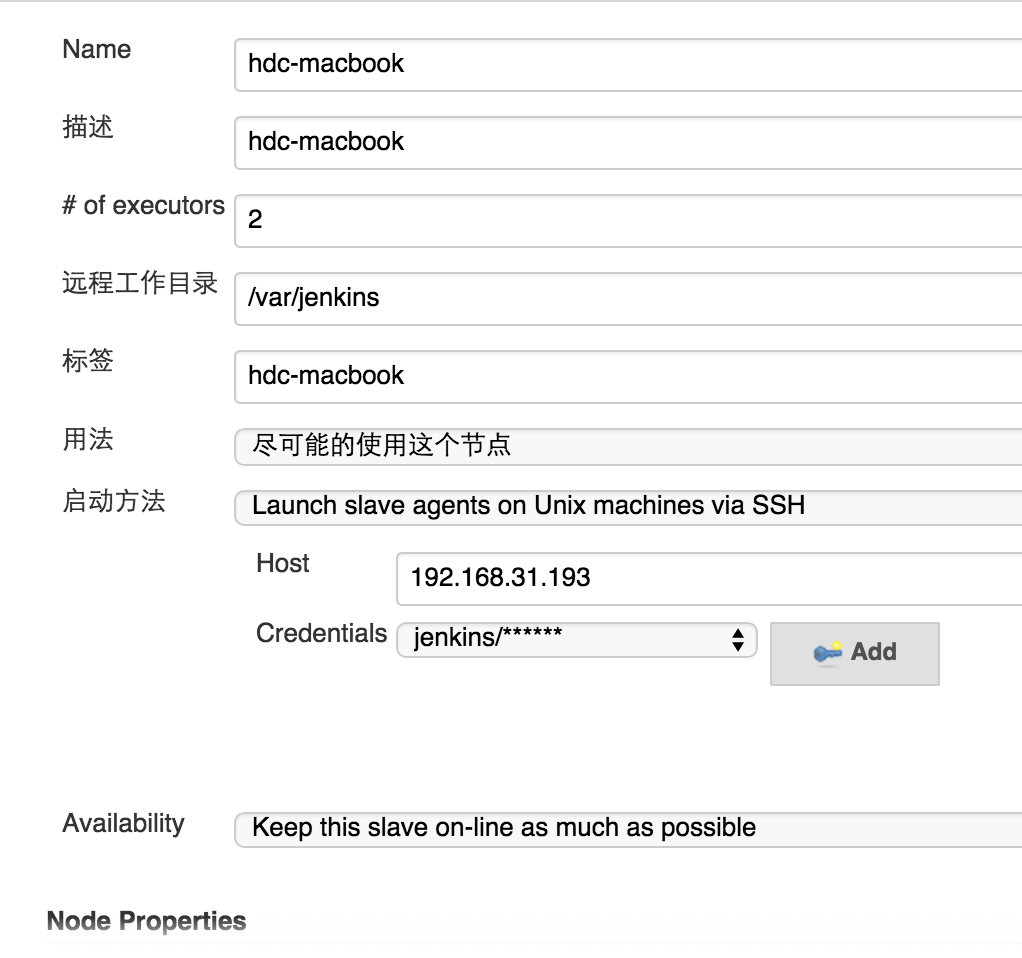 Name hdc-macbook
描述 hdc-macbook
# of executors 2
远程工作目录 /var/jenkins
标签 hdc-macbook
用法 尽可能的使用这个节点
启动方法 Launch slave agents on Unix machines via SSH
Host 192.168.31.193
Credentials jenkins/****** Add
Availability Keep this slave on-line as much as possible
Node Properties